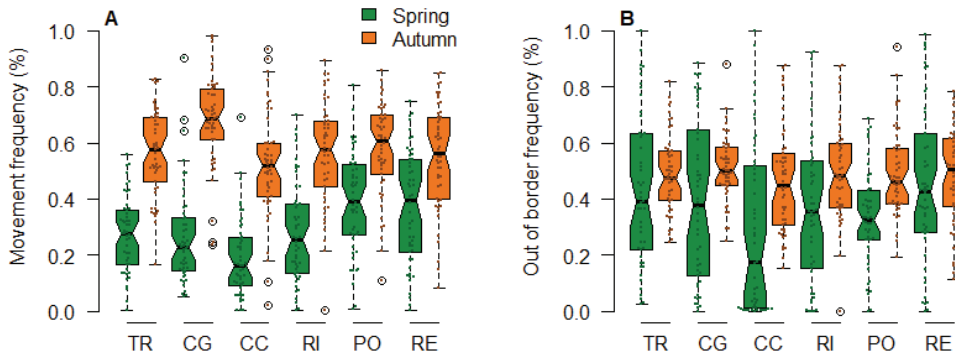 A
Spring
Autumn
Movement frequency (%)
1.0
0.8
0.6
0.4
0.2
0.0
TR CG CC RI PO RE
B
Out of border frequency (%)
1.0
0.8
0.6
0.4
0.2
0.0
TR CG CC RI PO RE